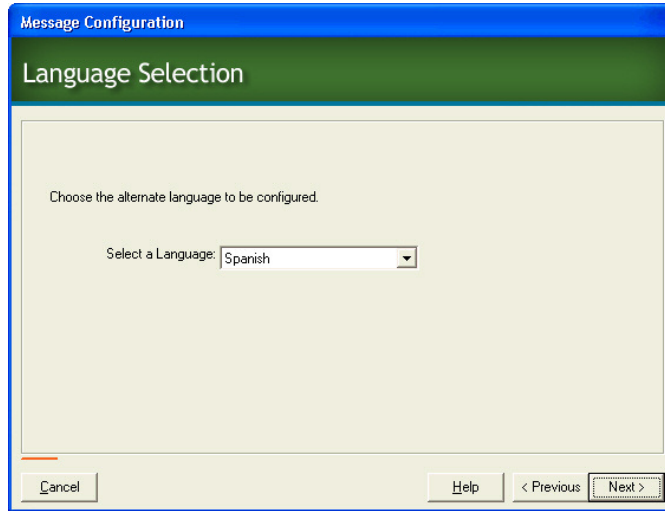 Message Configuration
Language Selection
Choose the alternate language to be configured.
Select a Language: Spanish
Cancel Help < Previous Next >